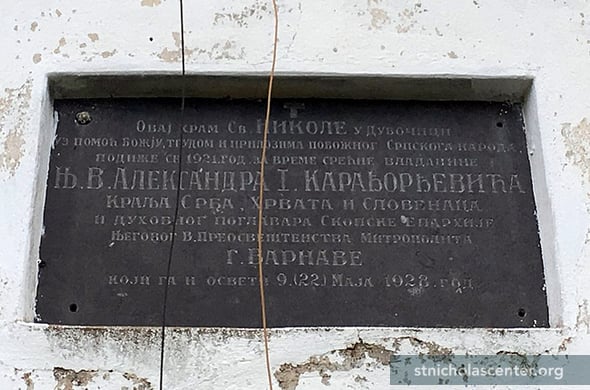 Овај храм Св. НИКОЛЕ у Дубочици
уз помоћ Божју, трудом и прилозима побожног Српскога народа
подиже се 1921. год. за време срећне владавине
Њ. В. Александра I. Карађорђевића
Краља Срба, Хрвата и Словенаца
и духовног поглавара Скопске Епархије
Његовог В. Преосвештенства Митрополита
Г. Варнаве
који га и освети 9. (22) Маја 1928. год.
stnicholascenter.org